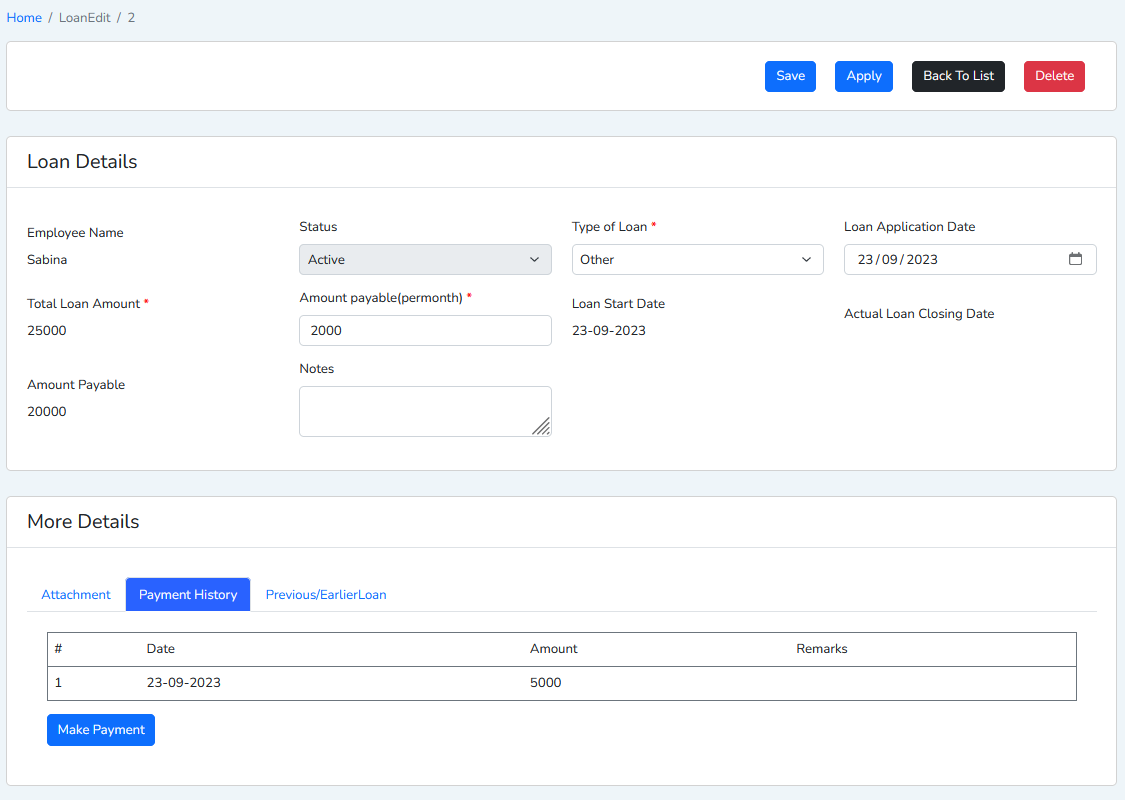 Home / LoanEdit / 2
Save Apply Back To List Delete
Loan Details
Employee Name
Sabina
Status
Active
Type of Loan *
Other
Loan Application Date
23/09/2023
Total Loan Amount *
25000
Amount payable(permonth) *
2000
Loan Start Date
23-09-2023
Actual Loan Closing Date
Amount Payable
20000
Notes
More Details
Attachment Payment History Previous/EarlierLoan
# Date Amount Remarks
1 23-09-2023 5000
Make Payment